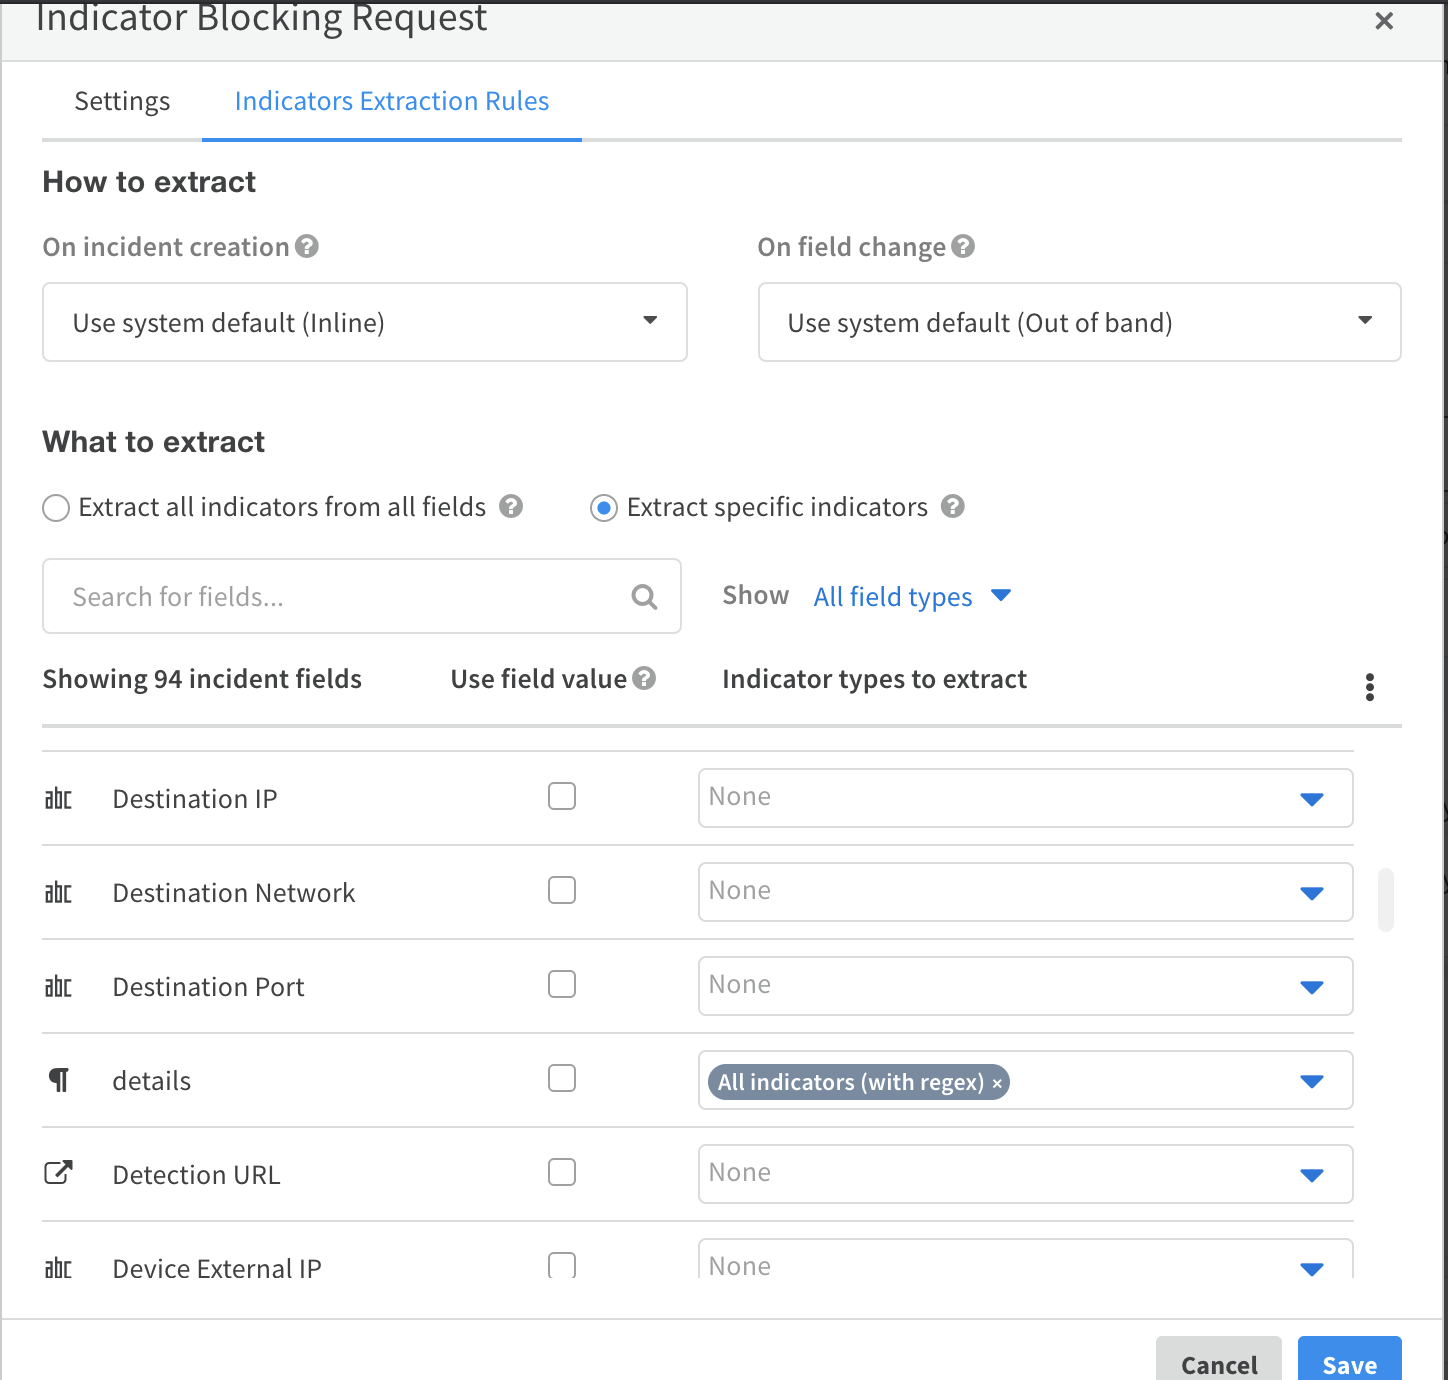 Indicator Blocking Request
Settings
Indicators Extraction Rules
How to extract
On incident creation
On field change
Use system default (Inline)
Use system default (Out of band)
What to extract
Extract all indicators from all fields
Extract specific indicators
Search for fields...
Show All field types
Showing 94 incident fields
Use field value
Indicator types to extract
abc Destination IP
None
abc Destination Network
None
abc Destination Port
None
¶ details
All indicators (with regex) ×
Detection URL
None
abc Device External IP
None
Cancel
Save